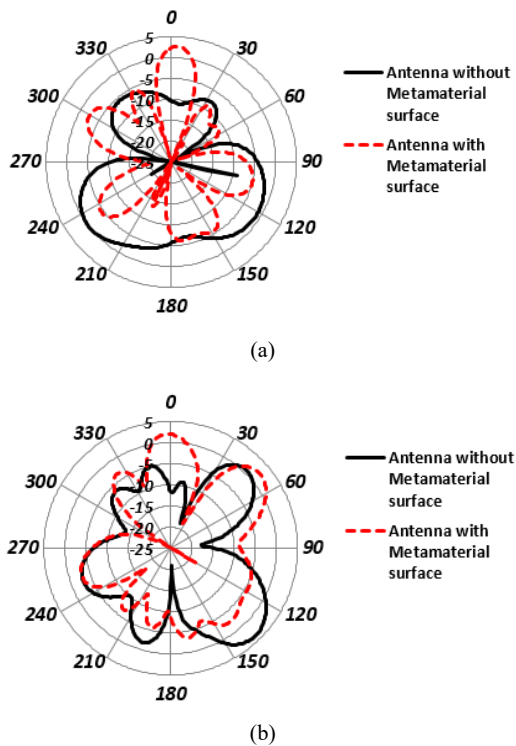 0
330
30
5
0
-5
-10
-15
-20
-25
300
60
270
90
240
120
210
150
180
Antenna without
Metamaterial
surface
Antenna with
Metamaterial
surface
(a)
0
330
30
5
0
-5
-10
-15
-20
-25
300
60
270
90
240
120
210
150
180
Antenna without
Metamaterial
surface
Antenna with
Metamaterial
surface
(b)